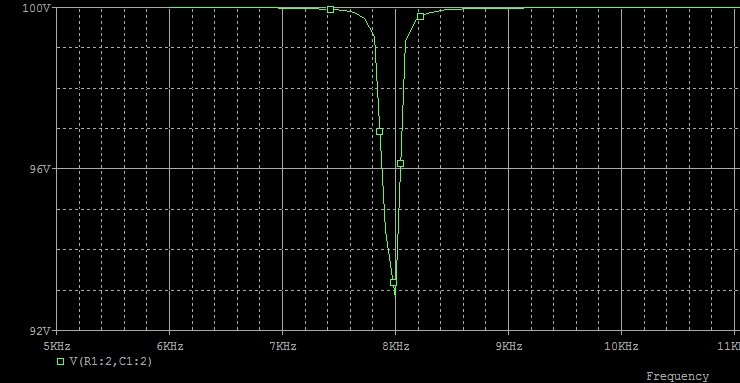 100V
96V
92V
5KHz 6KHz 7KHz 8KHz 9KHz 10KHz 11K
V(R1:2,C1:2)
Frequency